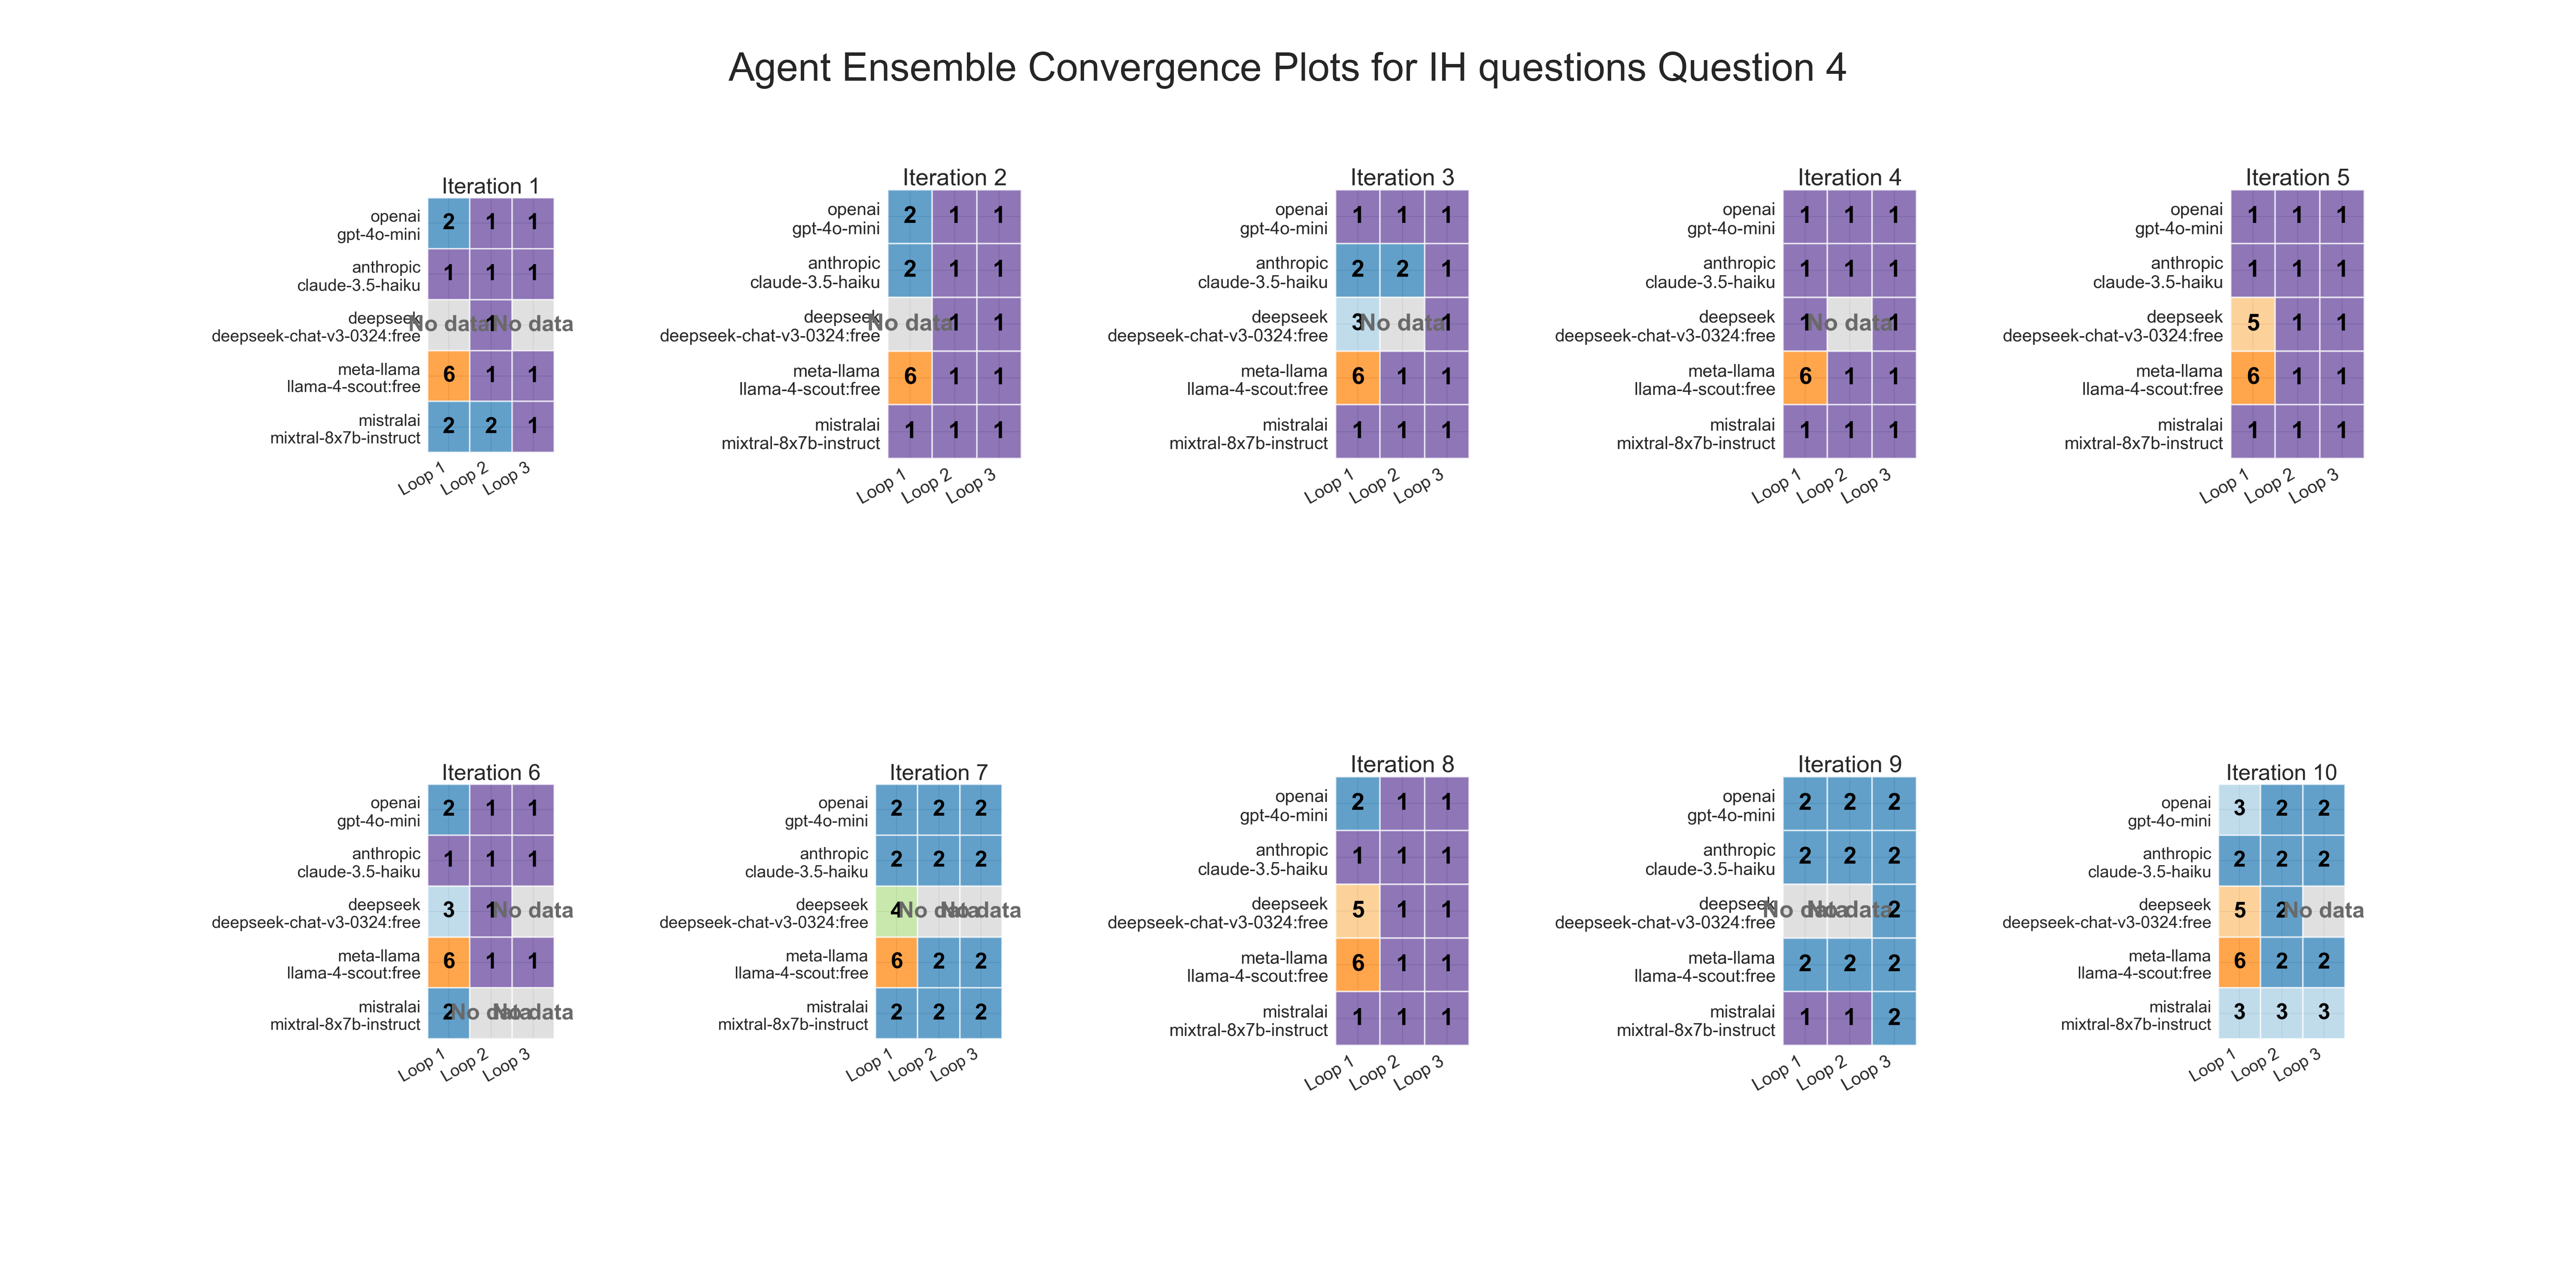 Agent Ensemble Convergence Plots for IH questions Question 4
Iteration 1
openai
gpt-4o-mini
2 1 1
anthropic
claude-3.5-haiku
1 1 1
deepseek
deepseek-chat-v3-0324:free
No data 1 No data
meta-llama
llama-4-scout:free
6 1 1
mistralai
mixtral-8x7b-instruct
2 2 1
Loop 1 Loop 2 Loop 3
Iteration 2
openai
gpt-4o-mini
2 1 1
anthropic
claude-3.5-haiku
2 1 1
deepseek
deepseek-chat-v3-0324:free
No data 1 1
meta-llama
llama-4-scout:free
6 1 1
mistralai
mixtral-8x7b-instruct
1 1 1
Loop 1 Loop 2 Loop 3
Iteration 3
openai
gpt-4o-mini
1 1 1
anthropic
claude-3.5-haiku
2 2 1
deepseek
deepseek-chat-v3-0324:free
3 No data 1
meta-llama
llama-4-scout:free
6 1 1
mistralai
mixtral-8x7b-instruct
1 1 1
Loop 1 Loop 2 Loop 3
Iteration 4
openai
gpt-4o-mini
1 1 1
anthropic
claude-3.5-haiku
1 1 1
deepseek
deepseek-chat-v3-0324:free
1 No data 1
meta-llama
llama-4-scout:free
6 1 1
mistralai
mixtral-8x7b-instruct
1 1 1
Loop 1 Loop 2 Loop 3
Iteration 5
openai
gpt-4o-mini
1 1 1
anthropic
claude-3.5-haiku
1 1 1
deepseek
deepseek-chat-v3-0324:free
5 1 1
meta-llama
llama-4-scout:free
6 1 1
mistralai
mixtral-8x7b-instruct
1 1 1
Loop 1 Loop 2 Loop 3
Iteration 6
openai
gpt-4o-mini
2 1 1
anthropic
claude-3.5-haiku
1 1 1
deepseek
deepseek-chat-v3-0324:free
3 1 No data
meta-llama
llama-4-scout:free
6 1 1
mistralai
mixtral-8x7b-instruct
2 No data No data
Loop 1 Loop 2 Loop 3
Iteration 7
openai
gpt-4o-mini
2 2 2
anthropic
claude-3.5-haiku
2 2 2
deepseek
deepseek-chat-v3-0324:free
4 No data No data
meta-llama
llama-4-scout:free
6 2 2
mistralai
mixtral-8x7b-instruct
2 2 2
Loop 1 Loop 2 Loop 3
Iteration 8
openai
gpt-4o-mini
2 1 1
anthropic
claude-3.5-haiku
1 1 1
deepseek
deepseek-chat-v3-0324:free
5 1 1
meta-llama
llama-4-scout:free
6 1 1
mistralai
mixtral-8x7b-instruct
1 1 1
Loop 1 Loop 2 Loop 3
Iteration 9
openai
gpt-4o-mini
2 2 2
anthropic
claude-3.5-haiku
2 2 2
deepseek
deepseek-chat-v3-0324:free
No data No data 2
meta-llama
llama-4-scout:free
2 2 2
mistralai
mixtral-8x7b-instruct
1 1 2
Loop 1 Loop 2 Loop 3
Iteration 10
openai
gpt-4o-mini
3 2 2
anthropic
claude-3.5-haiku
2 2 2
deepseek
deepseek-chat-v3-0324:free
5 2 No data
meta-llama
llama-4-scout:free
6 2 2
mistralai
mixtral-8x7b-instruct
3 3 3
Loop 1 Loop 2 Loop 3